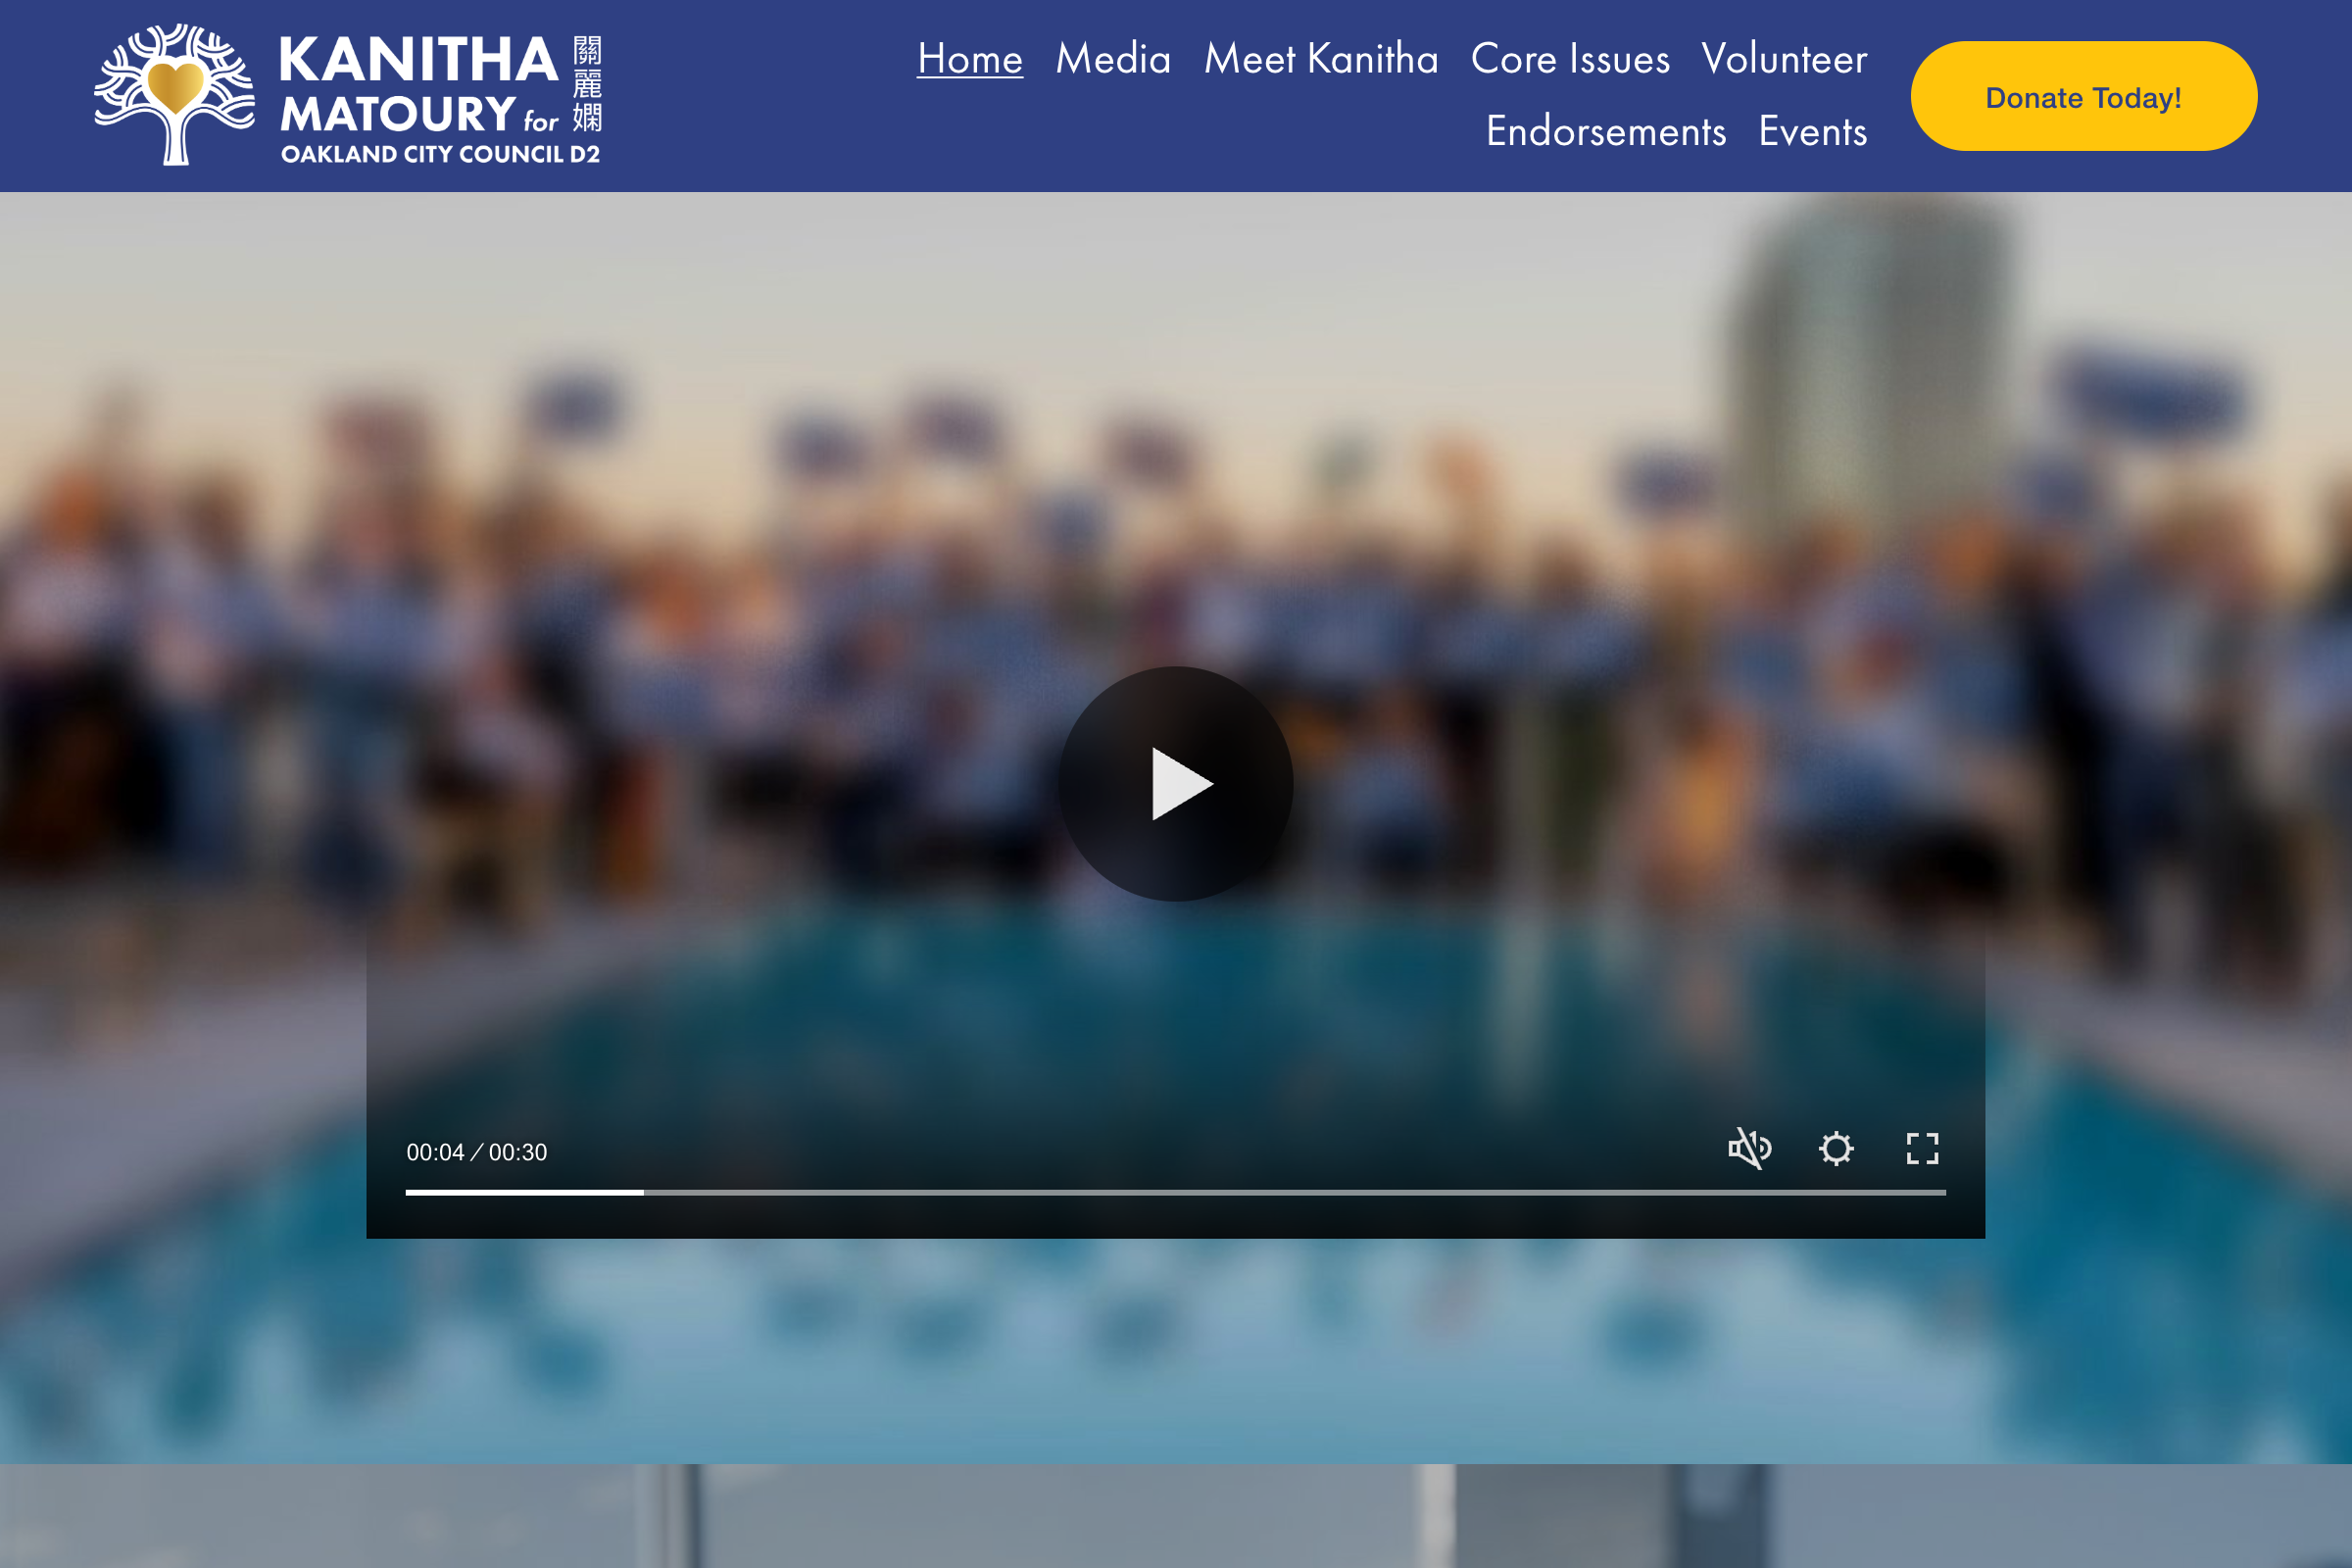 KANITHA
MATOURY for
OAKLAND CITY COUNCIL D2
關麗嫻
Home Media Meet Kanitha Core Issues Volunteer
Endorsements Events
Donate Today!
00:04 / 00:30